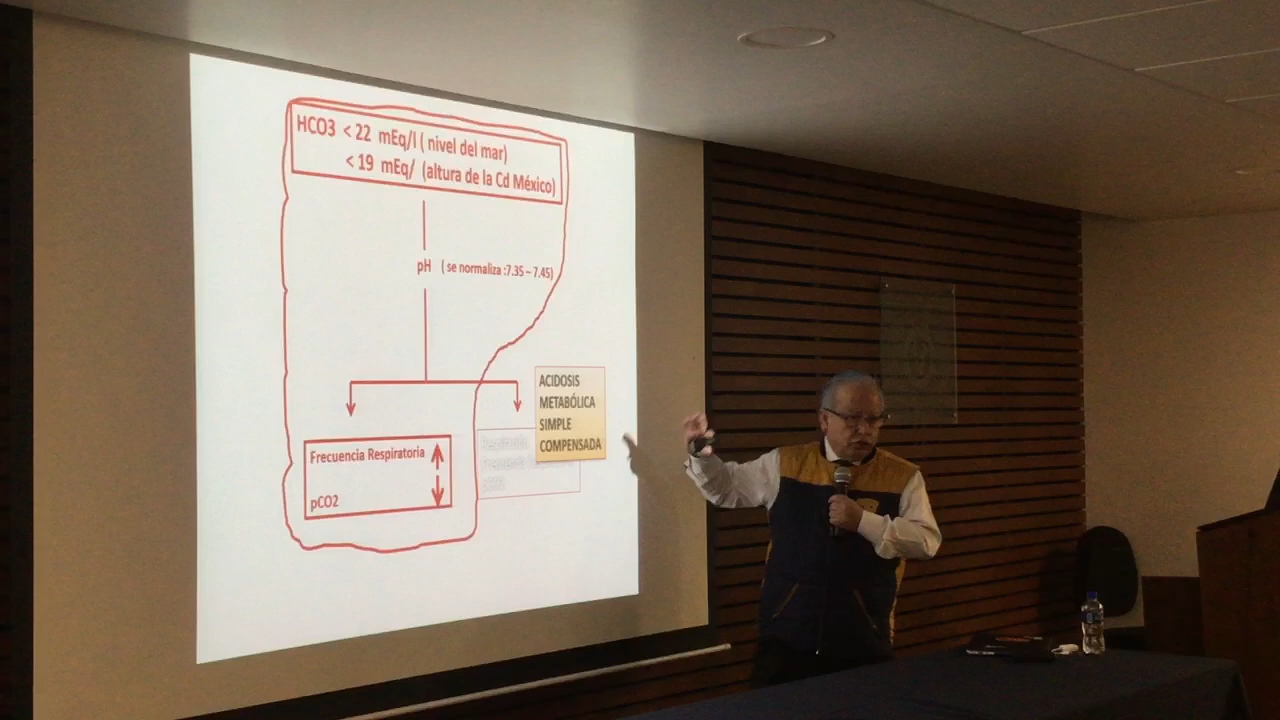 HCO3 < 22 mEq/l ( nivel del mar)
< 19 mEq/ (altura de la Cd México)
pH ( se normaliza :7.35 – 7.45)
ACIDOSIS
METABÓLICA
SIMPLE
COMPENSADA
Frecuencia Respiratoria
pCO2